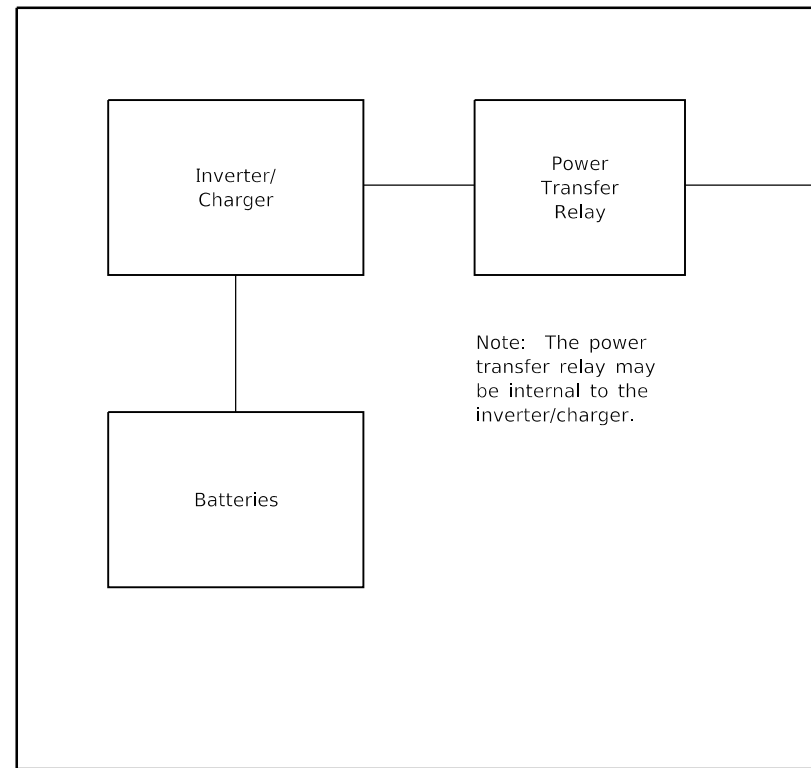 Inverter/
Charger
Power
Transfer
Relay
Note: The power
transfer relay may
be internal to the
inverter/charger.
Batteries